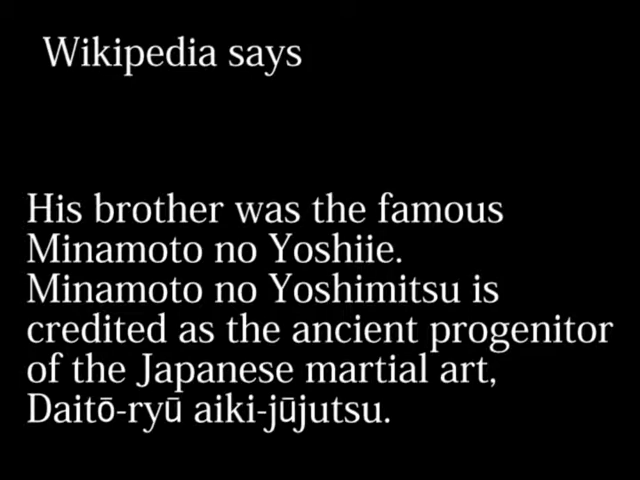 Wikipedia says
His brother was the famous
Minamoto no Yoshiie.
Minamoto no Yoshimitsu is
credited as the ancient progenitor
of the Japanese martial art,
Daitō-ryū aiki-jūjutsu.